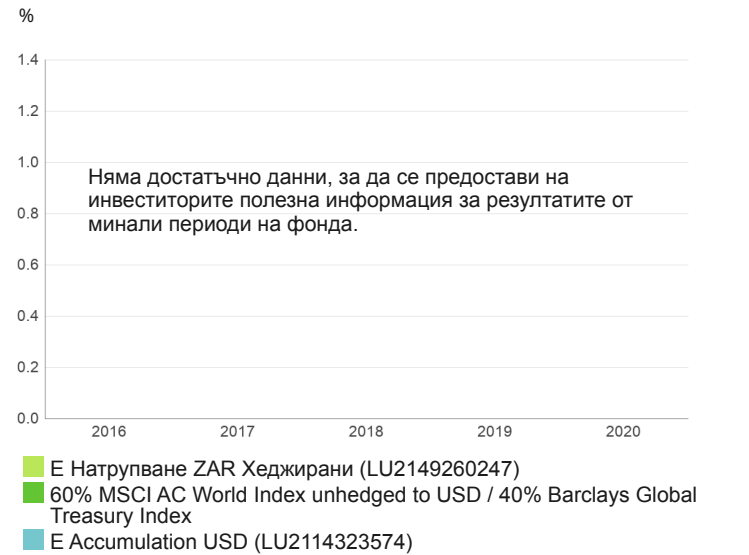 %
1.4
1.2
1.0
Няма достатъчно данни, за да се предостави на
инвеститорите полезна информация за резултатите от
0.8
минали периоди на фонда.
0.6
0.4
0.2
0.0
2016 2017 2018 2019 2020
E Натрупване ZAR Хеджирани (LU2149260247)
60% MSCI AC World Index unhedged to USD / 40% Barclays Global
Treasury Index
E Accumulation USD (LU2114323574)